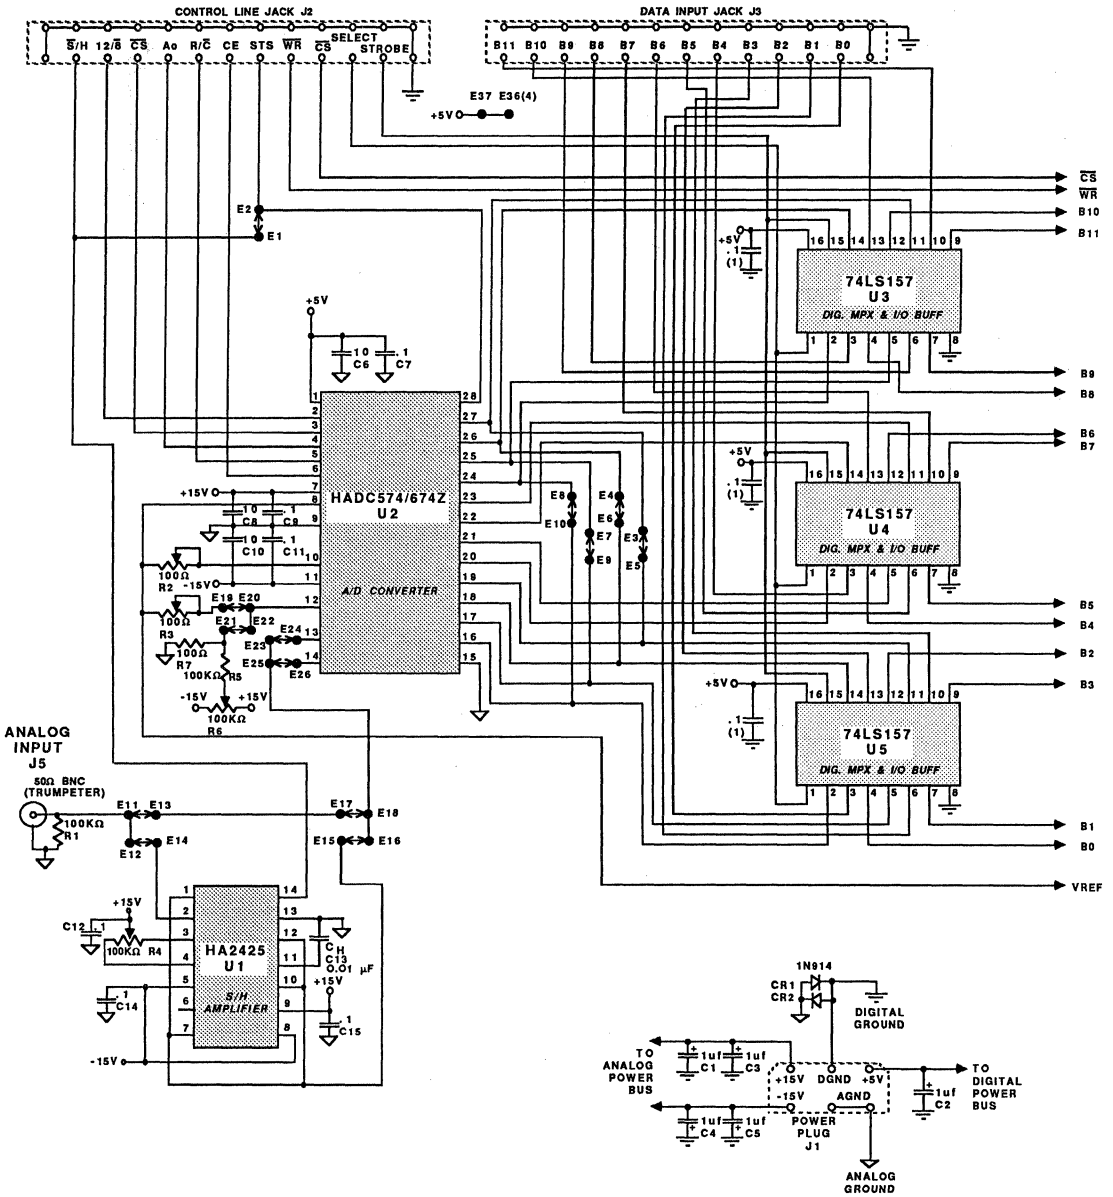 CONTROL LINE JACK J2
DATA INPUT JACK J3
S̅/H 12/8̅ C̅S̅ Ao R/C̅ CE STS W̅R̅ C̅S̅ SELECT STROBE
B11 B10 B9 B8 B7 B6 B5 B4 B3 B2 B1 B0
E37 E36(4)
+5V
C̅S̅
W̅R̅
B10
B11
E2
E1
+5V
.1
(1)
16 15 14 13 12 11 10 9
74LS157
U3
DIG. MPX & I/O BUFF
1 2 3 4 5 6 7 8
+5V
10
C6
.1
C7
B9
B8
B6
B7
1
2
3
4
5
6
7
8
9
10
11
12
13
14
28
27
26
25
24
23
22
21
20
19
18
17
16
15
HADC574/674Z
U2
A/D CONVERTER
+15V
10
C8
.1
C9
10
C10
.1
C11
-15V
100Ω
R2
100Ω
R3
E19 E20
E21 E22
100Ω
R7
100KΩ R5
E23 E24
E25 E26
-15V +15V
100KΩ
R6
E8
E10
E4
E6
E7
E9
E3
E5
+5V
.1
(1)
16 15 14 13 12 11 10 9
74LS157
U4
DIG. MPX & I/O BUFF
1 2 3 4 5 6 7 8
B5
B4
B2
B3
+5V
.1
(1)
16 15 14 13 12 11 10 9
74LS157
U5
DIG. MPX & I/O BUFF
1 2 3 4 5 6 7 8
B1
B0
VREF
ANALOG
INPUT
J5
50Ω BNC
(TRUMPETER)
100KΩ
R1
E11 E13
E12 E14
E17 E18
E15 E16
+15V
C12 .1
100KΩ R4
.1
C14
-15V
1
2
3
4
5
6
7
14
13
12
11
10
9
8
HA2425
U1
S/H
AMPLIFIER
CH
C13
0.01 µF
+15V
.1
C15
1N914
CR1
CR2
DIGITAL
GROUND
TO
ANALOG
POWER
BUS
+
1uf
C1
+
1uf
C3
+15V DGND +5V
-15V AGND
POWER
PLUG
J1
+
1uf
C4
+
1uf
C5
+
1uf
C2
TO
DIGITAL
POWER
BUS
ANALOG
GROUND